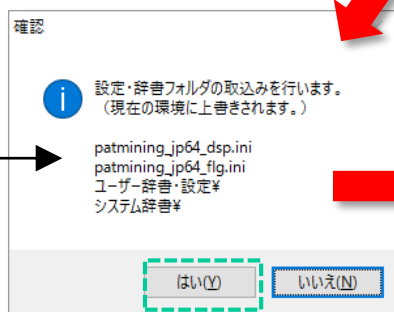 確認
設定・辞書フォルダの取込みを行います。
（現在の環境に上書きされます。）
patmining_jp64_dsp.ini
patmining_jp64_flg.ini
ユーザー辞書・設定¥
システム辞書¥
はい(Y)
いいえ(N)